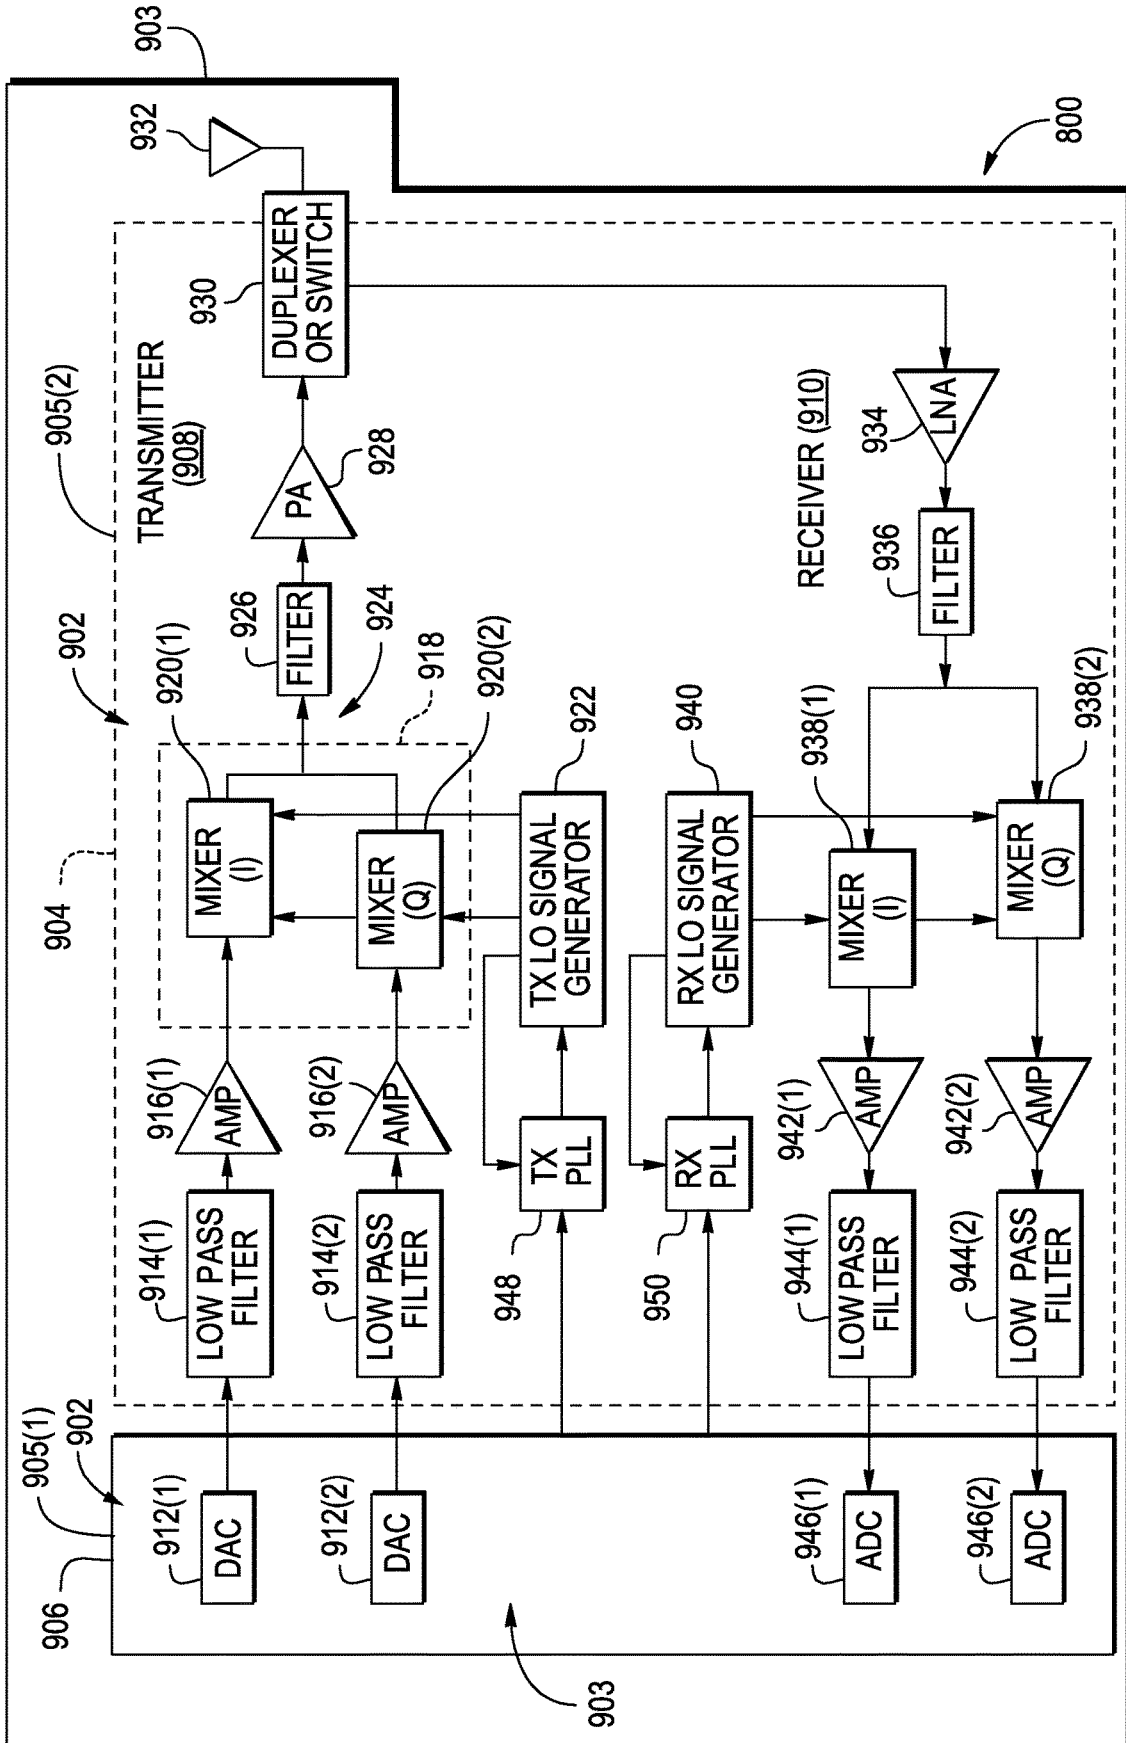 903
932
800
905(2)
TRANSMITTER
(908)
930
DUPLEXER
OR SWITCH
928
PA
902
904
920(1)
926
FILTER
924
918
920(2)
MIXER
(I)
MIXER
(Q)
922
TX LO SIGNAL
GENERATOR
916(1)
AMP
916(2)
AMP
914(1)
LOW PASS
FILTER
914(2)
LOW PASS
FILTER
948
TX
PLL
905(1)
902
906
912(1)
DAC
912(2)
DAC
903
RECEIVER (910)
934
LNA
936
FILTER
940
RX LO SIGNAL
GENERATOR
938(1)
MIXER
(I)
938(2)
MIXER
(Q)
950
RX
PLL
942(1)
AMP
942(2)
AMP
944(1)
LOW PASS
FILTER
944(2)
LOW PASS
FILTER
946(1)
ADC
946(2)
ADC